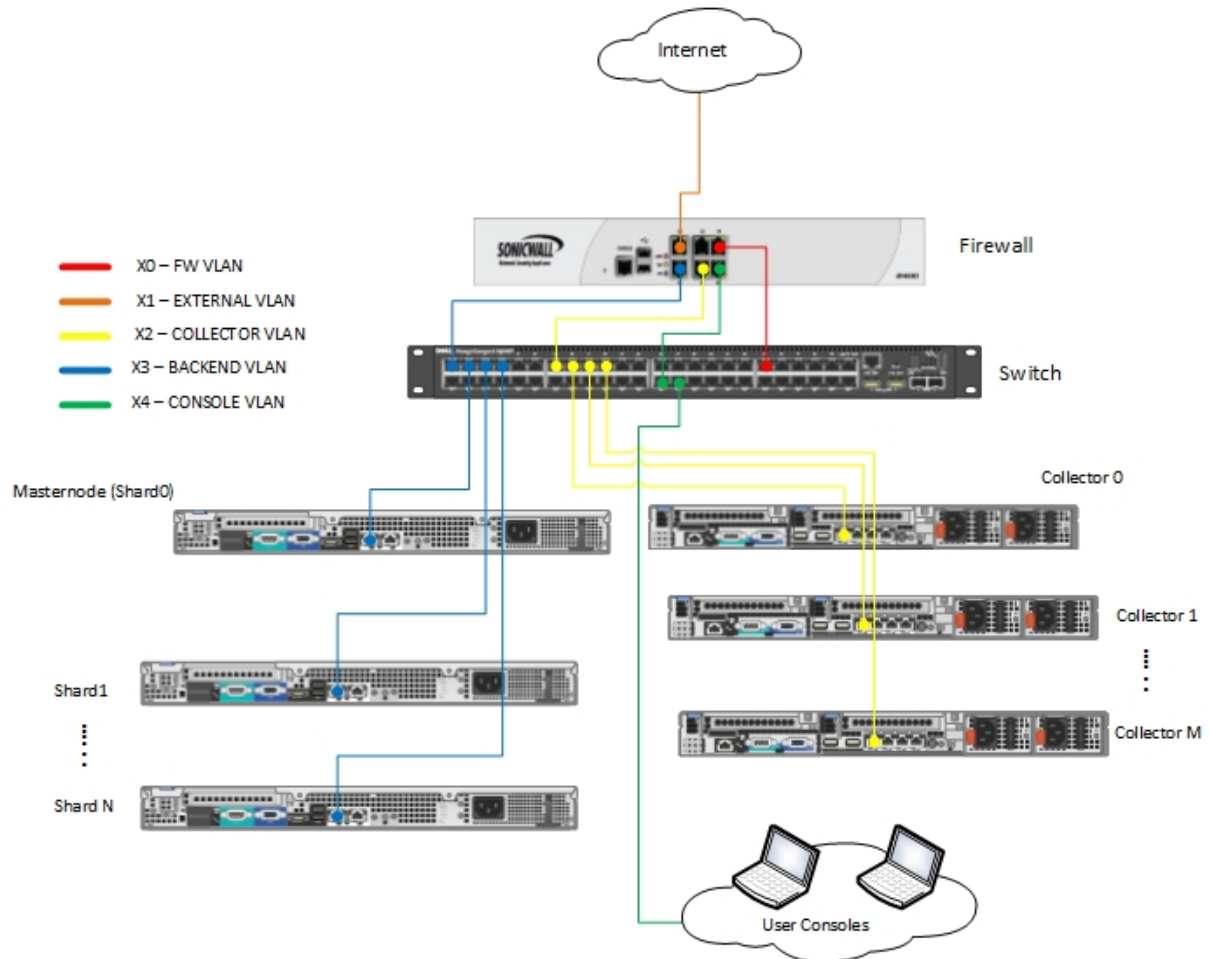 Internet
SONICWALL
Firewall
X0 – FW VLAN
X1 – EXTERNAL VLAN
X2 – COLLECTOR VLAN
X3 – BACKEND VLAN
X4 – CONSOLE VLAN
Switch
Masternode (Shard0)
Collector 0
Collector 1
Shard1
Collector M
Shard N
User Consoles